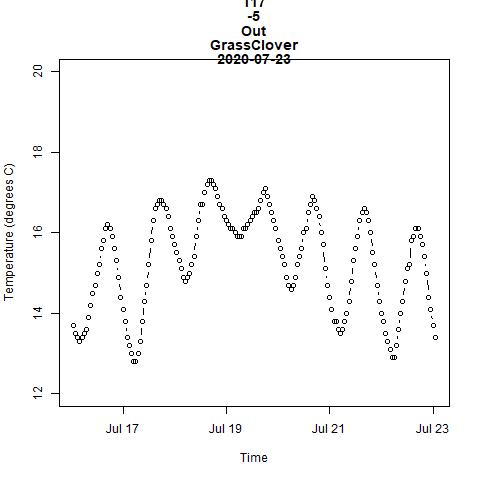 117
-5
Out
GrassClover
2020-07-23
Temperature (degrees C)
20
18
16
14
12
Jul 17
Jul 19
Jul 21
Jul 23
Time